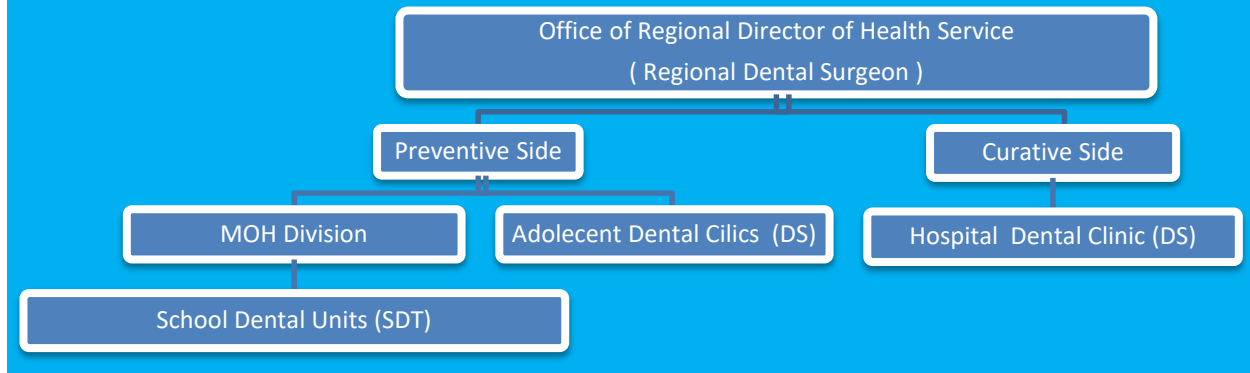 Office of Regional Director of Health Service
( Regional Dental Surgeon )
Preventive Side
Curative Side
MOH Division
Adolecent Dental Cilics (DS)
Hospital Dental Clinic (DS)
School Dental Units (SDT)